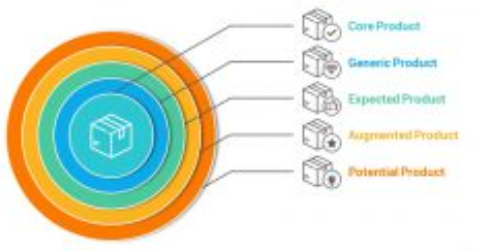 Core Product
Generic Product
Expected Product
Augmented Product
Potential Product